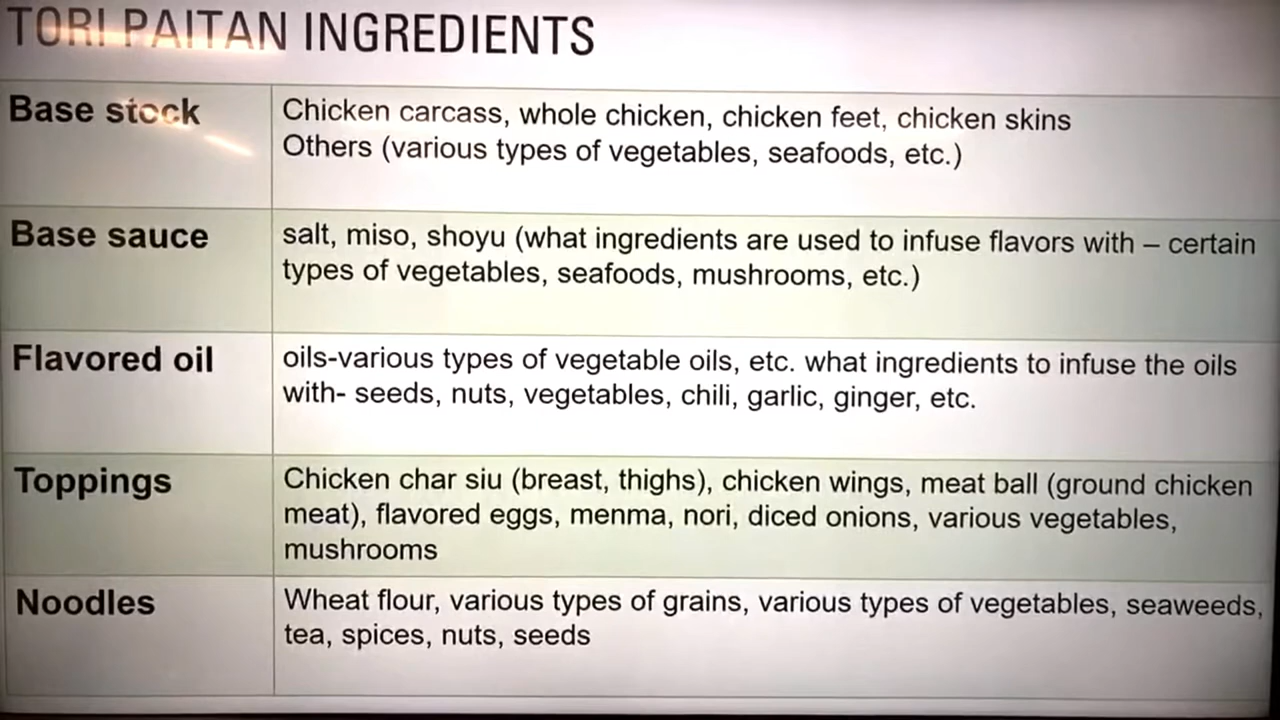 TORI PAITAN INGREDIENTS
Base stock
Chicken carcass, whole chicken, chicken feet, chicken skins
Others (various types of vegetables, seafoods, etc.)
Base sauce
salt, miso, shoyu (what ingredients are used to infuse flavors with – certain
types of vegetables, seafoods, mushrooms, etc.)
Flavored oil
oils-various types of vegetable oils, etc. what ingredients to infuse the oils
with- seeds, nuts, vegetables, chili, garlic, ginger, etc.
Toppings
Chicken char siu (breast, thighs), chicken wings, meat ball (ground chicken
meat), flavored eggs, menma, nori, diced onions, various vegetables,
mushrooms
Noodles
Wheat flour, various types of grains, various types of vegetables, seaweeds,
tea, spices, nuts, seeds